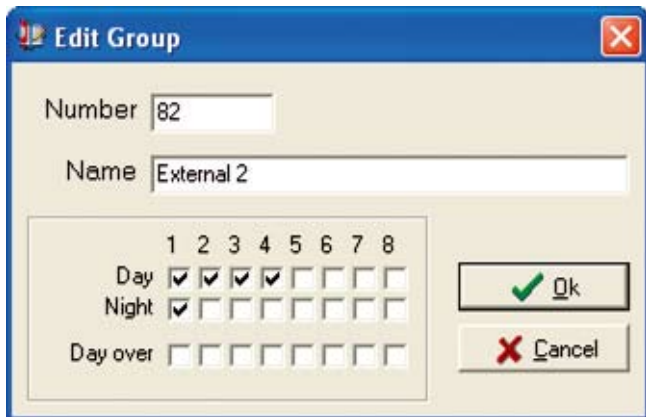 Edit Group
Number 82
Name External 2
1 2 3 4 5 6 7 8
Day
Night
Ok
Day over
Cancel